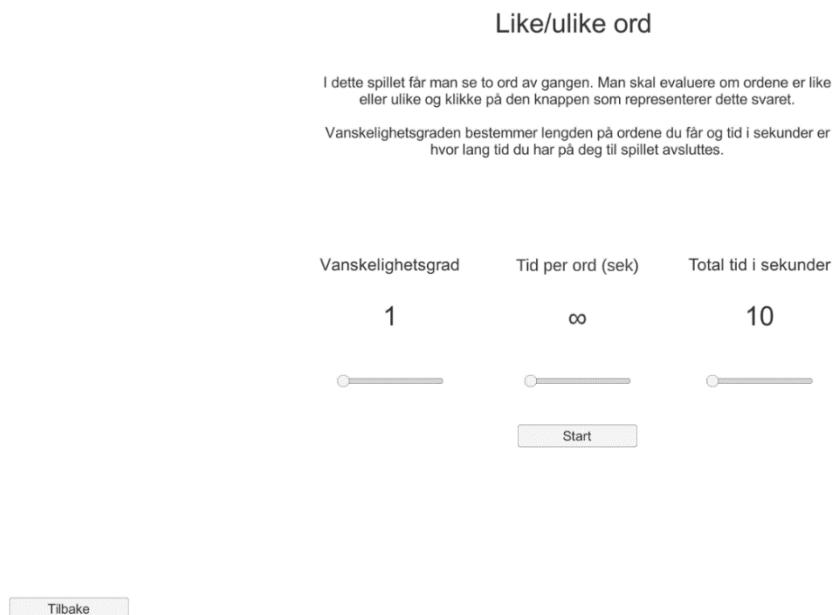 Like/ulike ord
I dette spillet får man se to ord av gangen. Man skal evaluere om ordene er like
eller ulike og klikke på den knappen som representerer dette svaret.
Vanskelighetsgraden bestemmer lengden på ordene du får og tid i sekunder er
hvor lang tid du har på deg til spillet avsluttes.
Vanskelighetsgrad Tid per ord (sek) Total tid i sekunder
1 ∞ 10
Start
Tilbake